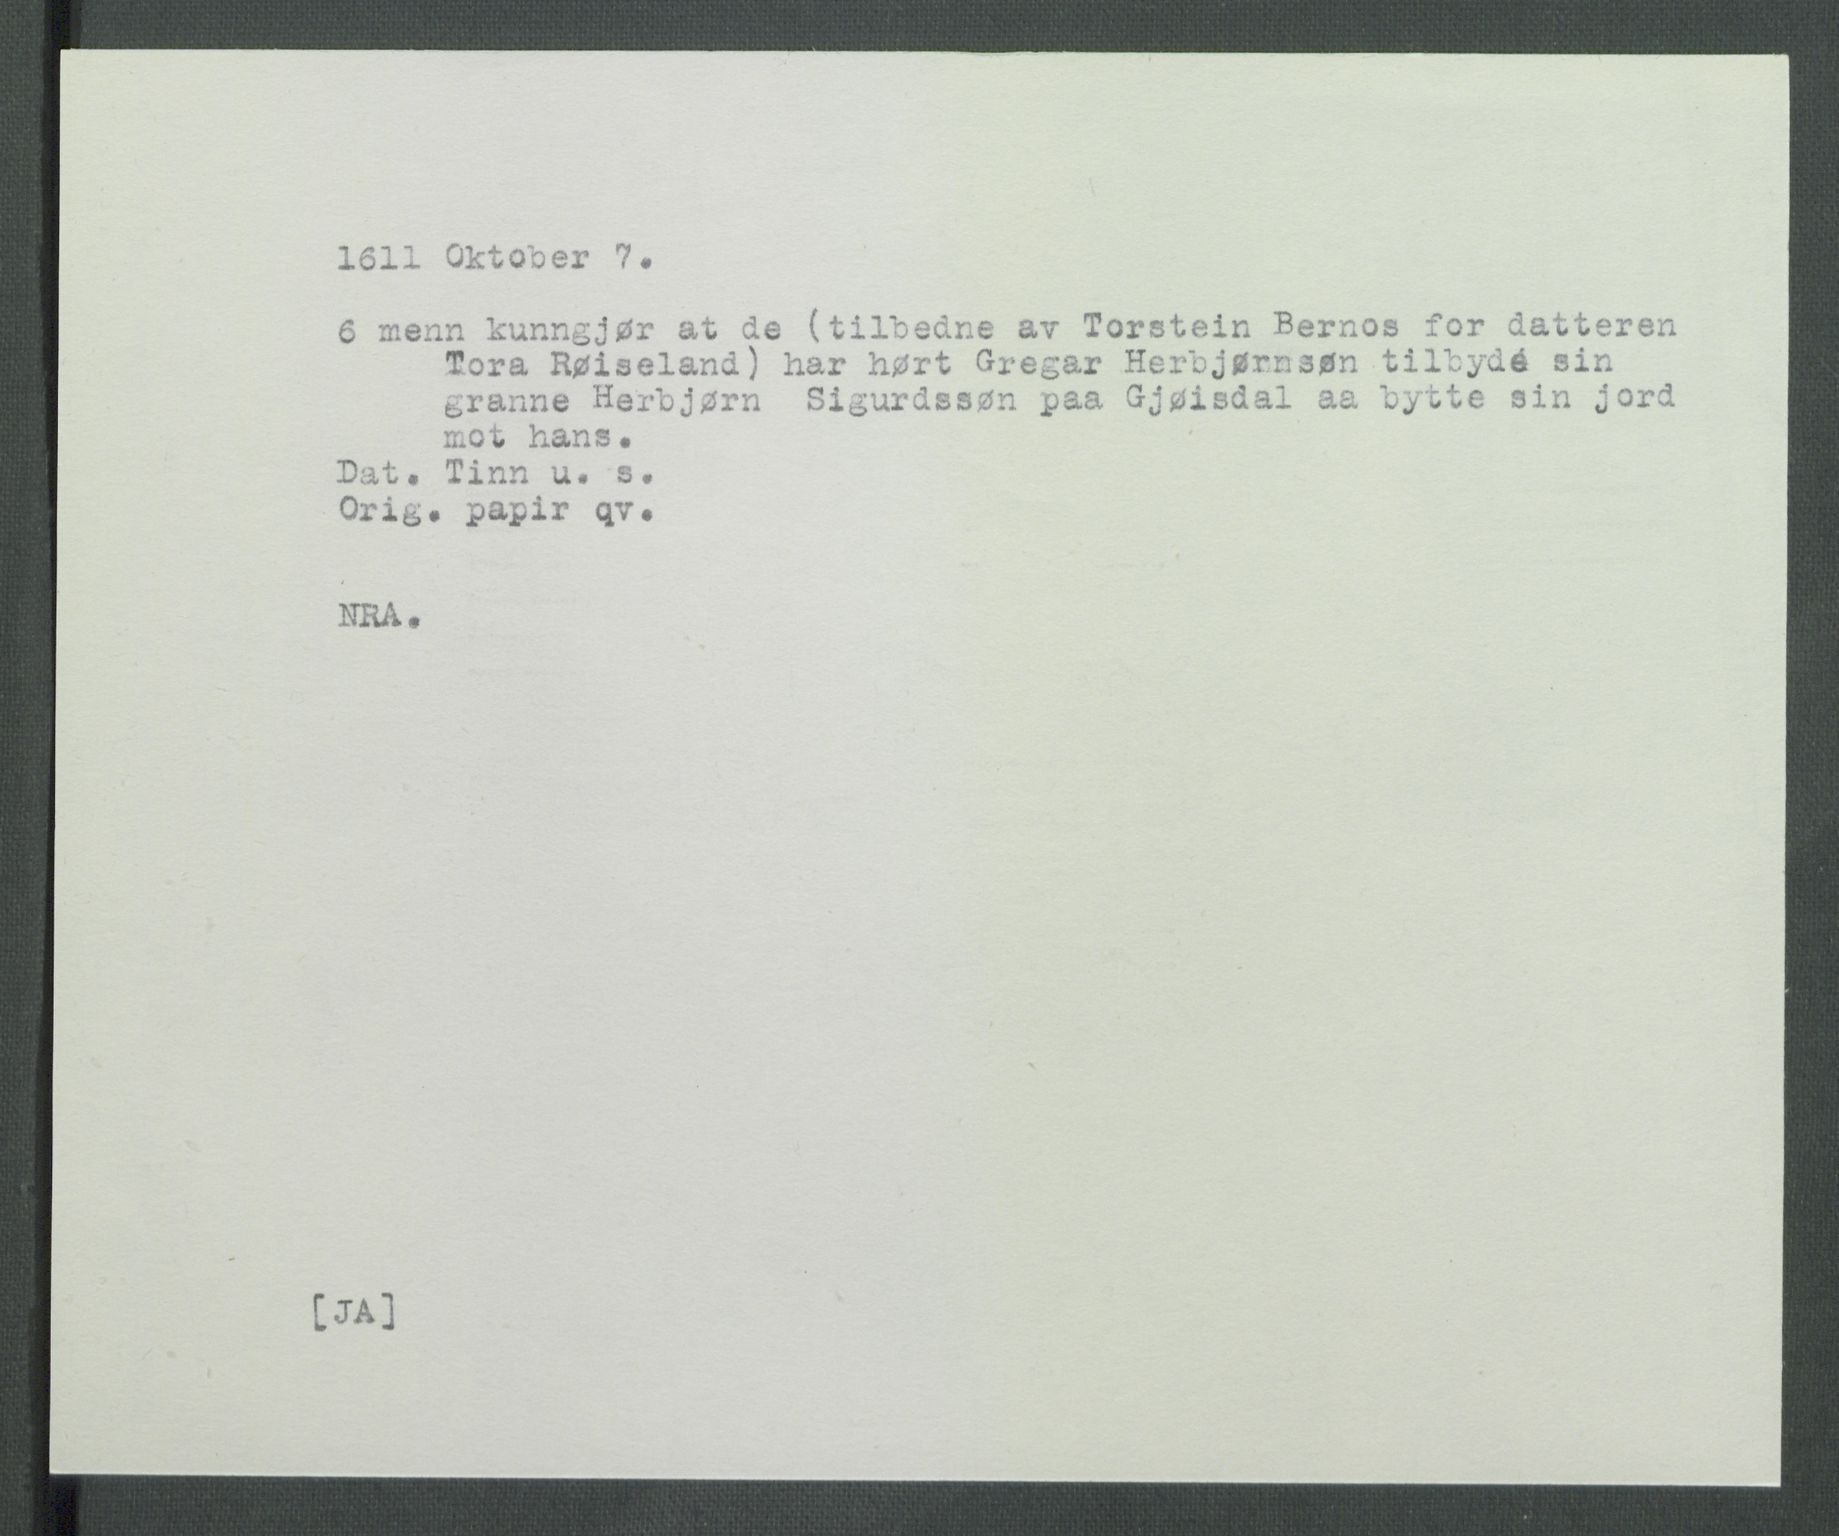 1611 Oktober 7.
6 menn kunngjør at de (tilbedne av Torstein Bernos for datteren
Tora Røiseland) har hørt Gregar Herbjørnsøn tilbydé sin
granne Herbjørn Sigurdssøn paa Gjøisdal aa bytte sin jord
mot hans.
Dat. Tinn u. s.
Orig. papir qv.
NRA.
[JA]